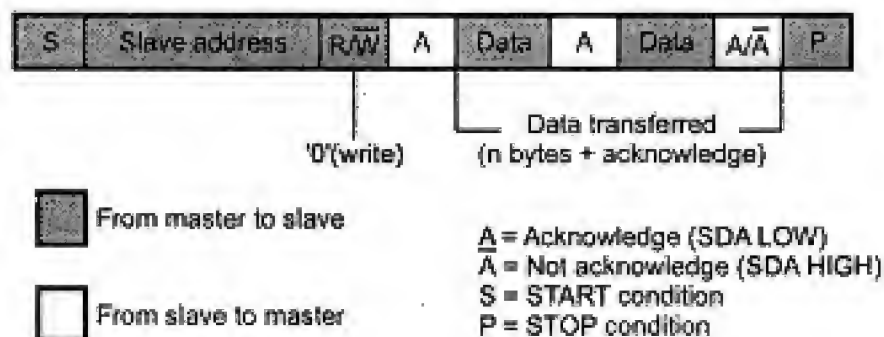 S Slave address R/W̅ A Data A Data A/A̅ P
'0'(write)
Data transferred
(n bytes + acknowledge)
From master to slave
From slave to master
A = Acknowledge (SDA LOW)
A̅ = Not acknowledge (SDA HIGH)
S = START condition
P = STOP condition